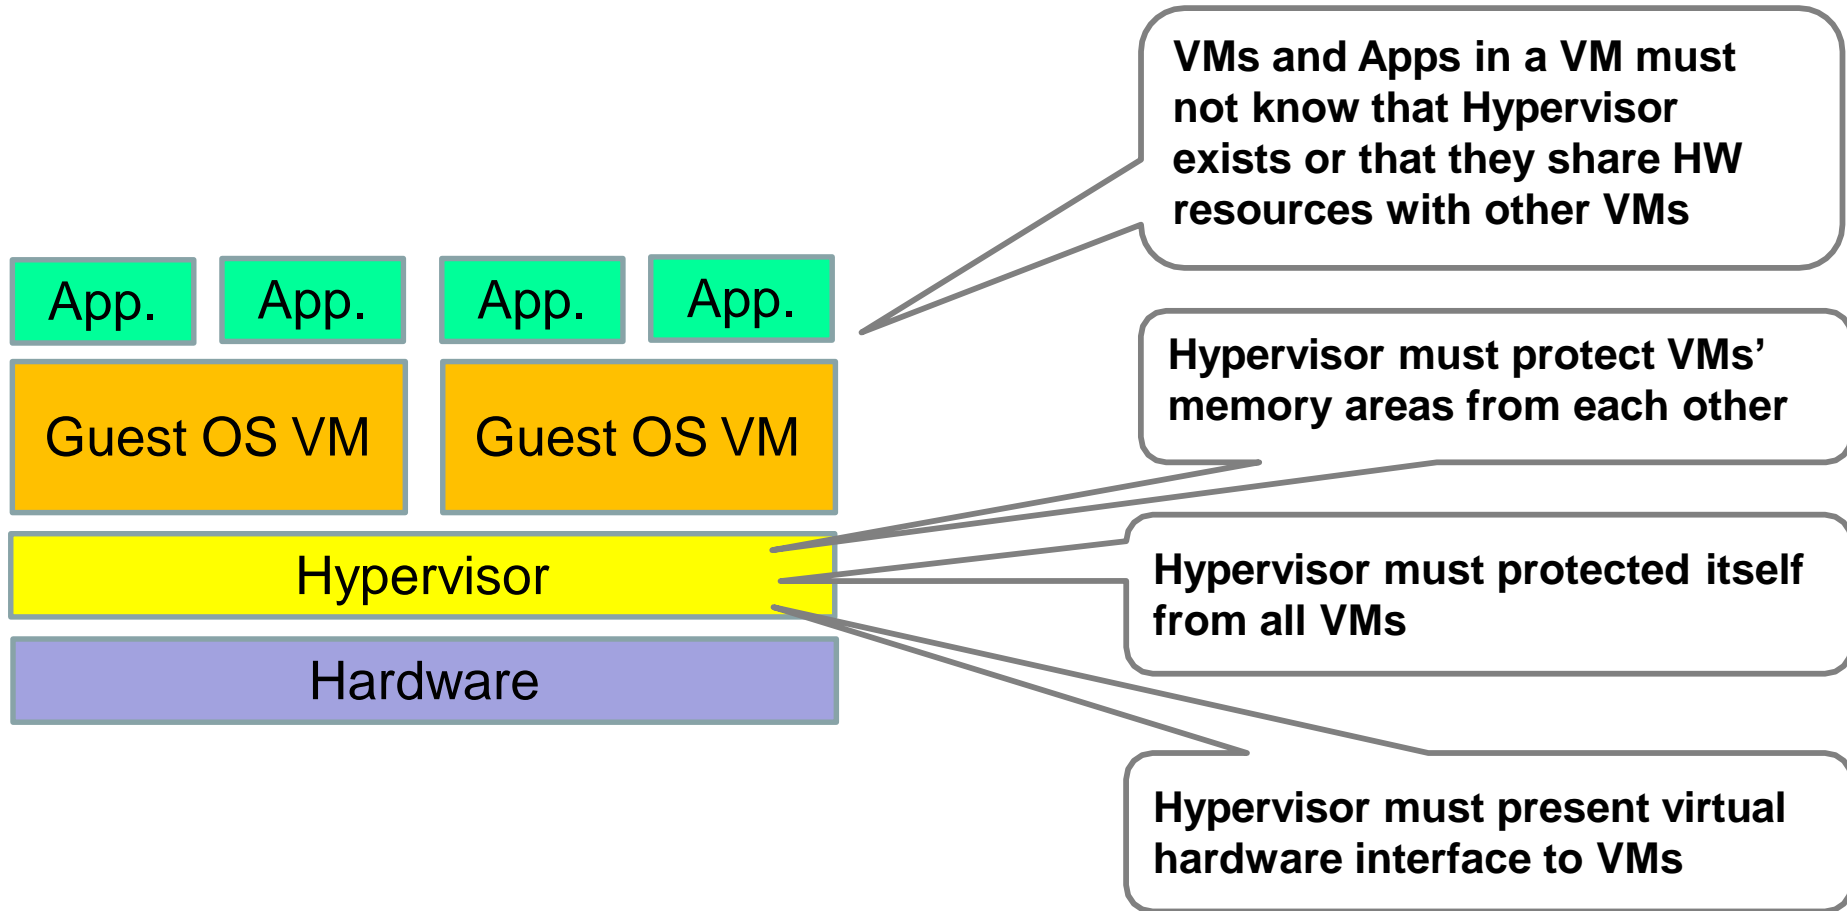 VMs and Apps in a VM must
not know that Hypervisor
exists or that they share HW
resources with other VMs
App.
App.
App.
App.
Hypervisor must protect VMs’
memory areas from each other
Guest OS VM
Guest OS VM
Hypervisor
Hypervisor must protected itself
from all VMs
Hardware
Hypervisor must present virtual
hardware interface to VMs